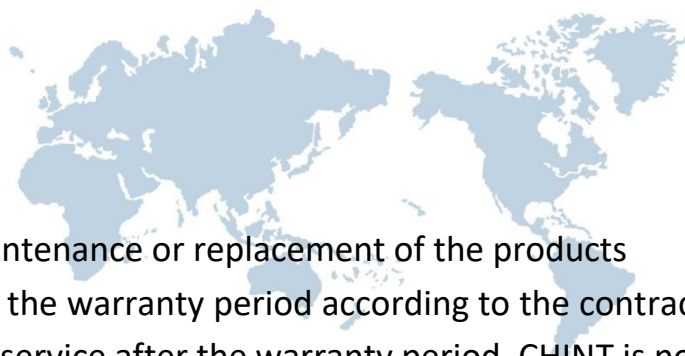 ntenance or replacement of the products
the warranty period according to the contrac
service after the warranty period, CHINT is no